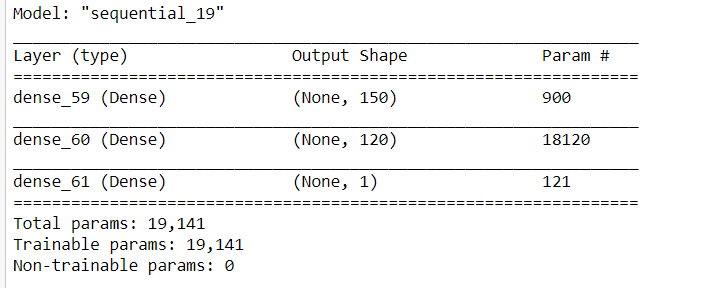 Model: "sequential_19"
_________________________________________________________________
Layer (type)                 Output Shape              Param #
=================================================================
dense_59 (Dense)             (None, 150)               900
_________________________________________________________________
dense_60 (Dense)             (None, 120)               18120
_________________________________________________________________
dense_61 (Dense)             (None, 1)                 121
=================================================================
Total params: 19,141
Trainable params: 19,141
Non-trainable params: 0